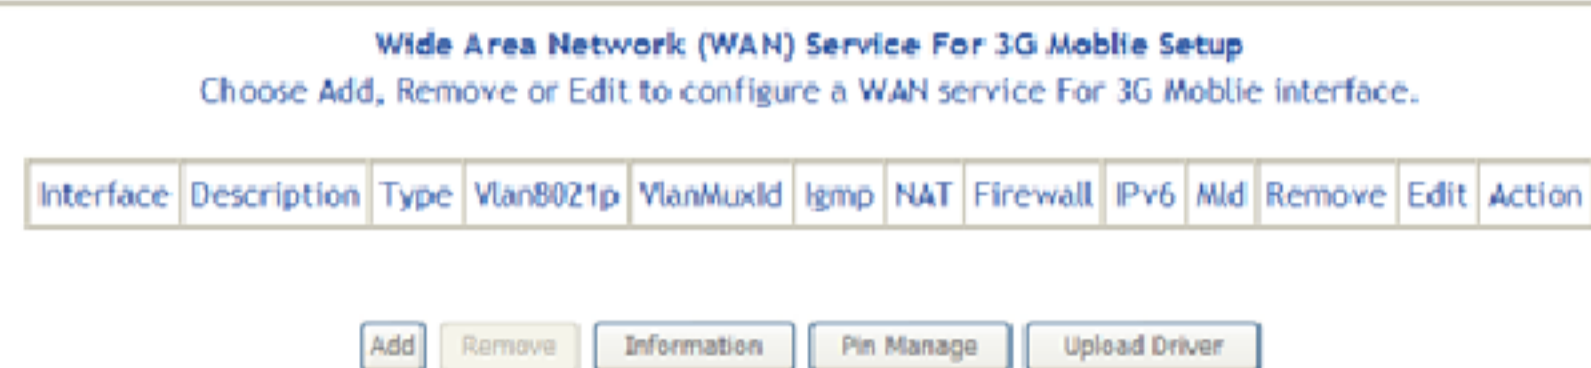 Wide Area Network (WAN) Service For 3G Moblie Setup
Choose Add, Remove or Edit to configure a WAN service For 3G Moblie interface.
Interface Description Type Vlan8021p VlanMuxId Igmp NAT Firewall IPv6 Mld Remove Edit Action
Add Remove Information Pin Manage Upload Driver